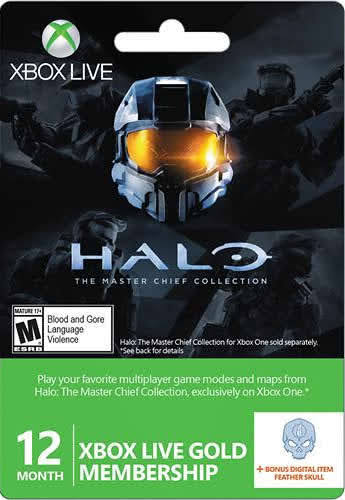 XBOX LIVE
HALO
THE MASTER CHIEF COLLECTION
MATURE 17+
M
ESRB
Blood and Gore
Language
Violence
Halo: The Master Chief Collection for Xbox One sold separately.
*See back for details
Play your favorite multiplayer game modes and maps from
Halo: The Master Chief Collection, exclusively on Xbox One.*
12
MONTH
XBOX LIVE GOLD
MEMBERSHIP
+ BONUS DIGITAL ITEM
FEATHER SKULL